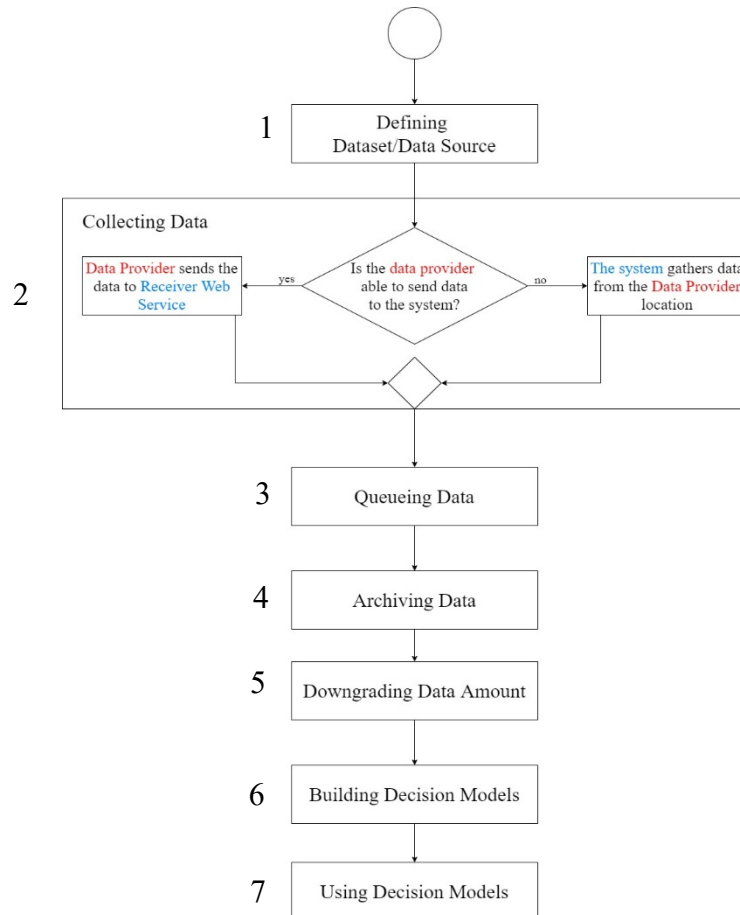 1
Defining
Dataset/Data Source
2
Collecting Data
Data Provider sends the
data to Receiver Web
Service
yes
Is the data provider
able to send data
to the system?
no
The system gathers data
from the Data Provider
location
3
Queueing Data
4
Archiving Data
5
Downgrading Data Amount
6
Building Decision Models
7
Using Decision Models